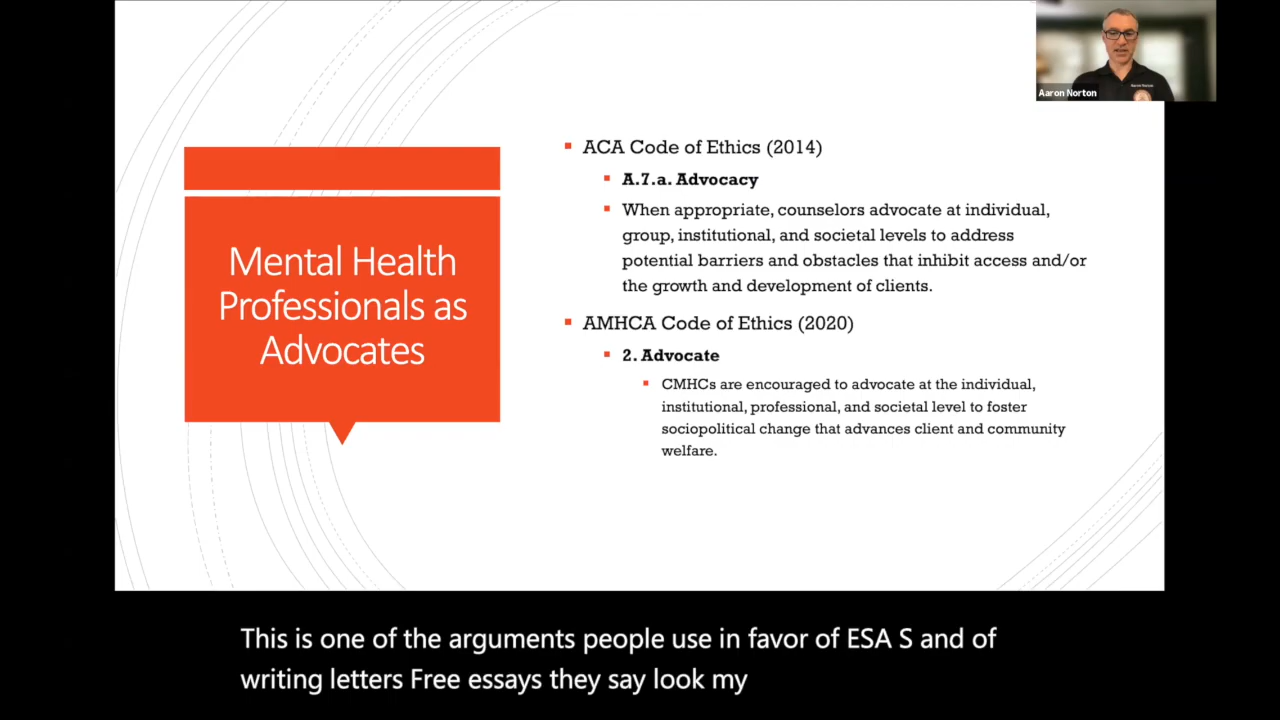 Aaron Norton
Mental Health
Professionals as
Advocates
ACA Code of Ethics (2014)
A.7.a. Advocacy
When appropriate, counselors advocate at individual,
group, institutional, and societal levels to address
potential barriers and obstacles that inhibit access and/or
the growth and development of clients.
AMHCA Code of Ethics (2020)
2. Advocate
CMHCs are encouraged to advocate at the individual,
institutional, professional, and societal level to foster
sociopolitical change that advances client and community
welfare.
This is one of the arguments people use in favor of ESA S and of
writing letters Free essays they say look my